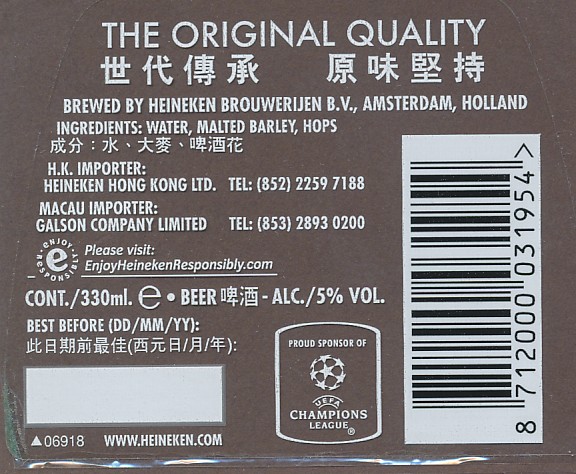 THE ORIGINAL QUALITY
世代傳承 原味堅持
BREWED BY HEINEKEN BROUWERIJEN B.V., AMSTERDAM, HOLLAND
INGREDIENTS: WATER, MALTED BARLEY, HOPS
成分：水、大麥、啤酒花
H.K. IMPORTER:
HEINEKEN HONG KONG LTD. TEL: (852) 2259 7188
MACAU IMPORTER:
GALSON COMPANY LIMITED TEL: (853) 2893 0200
ENJOY RESPONSIBLY
e
Please visit:
EnjoyHeinekenResponsibly.com
CONT./330ml. ℮ • BEER 啤酒 - ALC./5% VOL.
BEST BEFORE (DD/MM/YY):
此日期前最佳(西元日/月/年):
PROUD SPONSOR OF
UEFA
CHAMPIONS
LEAGUE®
▲06918 WWW.HEINEKEN.COM
8 712000 031954 >